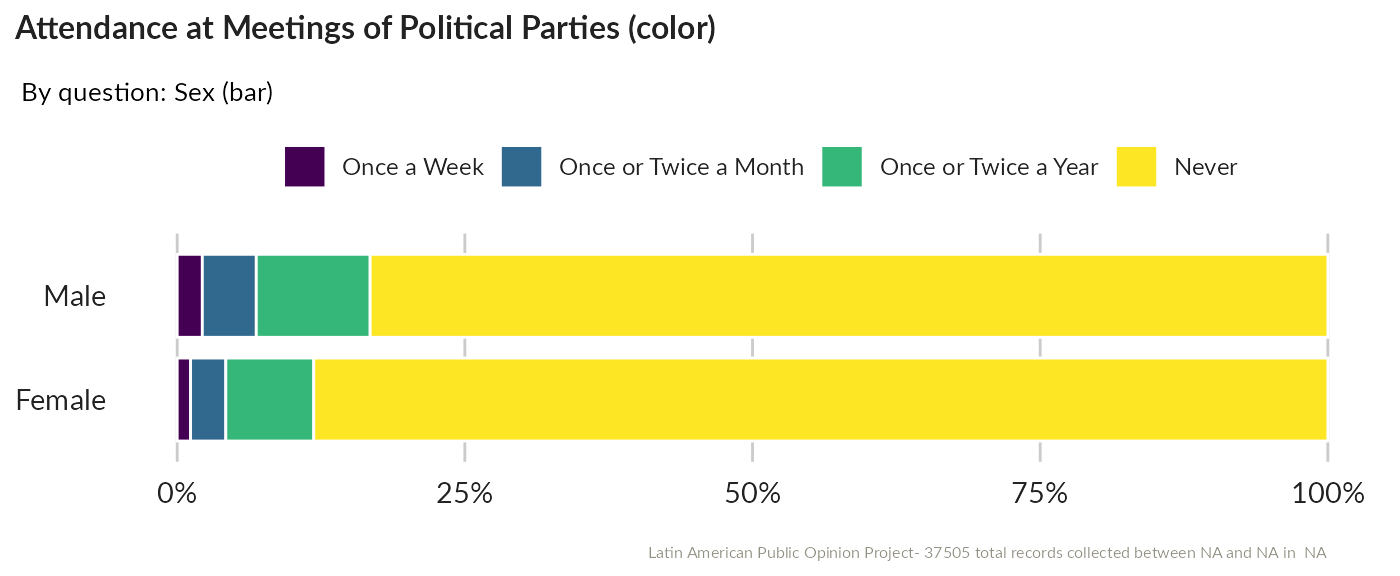 Attendance at Meetings of Political Parties (color)
By question: Sex (bar)
Once a Week Once or Twice a Month Once or Twice a Year Never
Male
Female
0% 25% 50% 75% 100%
Latin American Public Opinion Project- 37505 total records collected between NA and NA in  NA